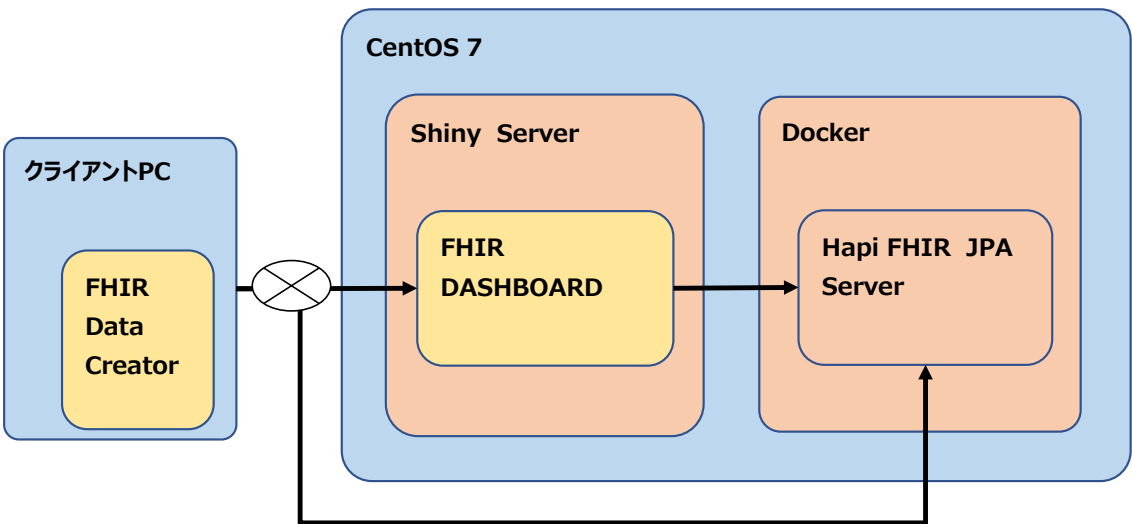 CentOS 7
Shiny Server
Docker
クライアントPC
FHIR
DASHBOARD
Hapi FHIR JPA
Server
FHIR
Data
Creator